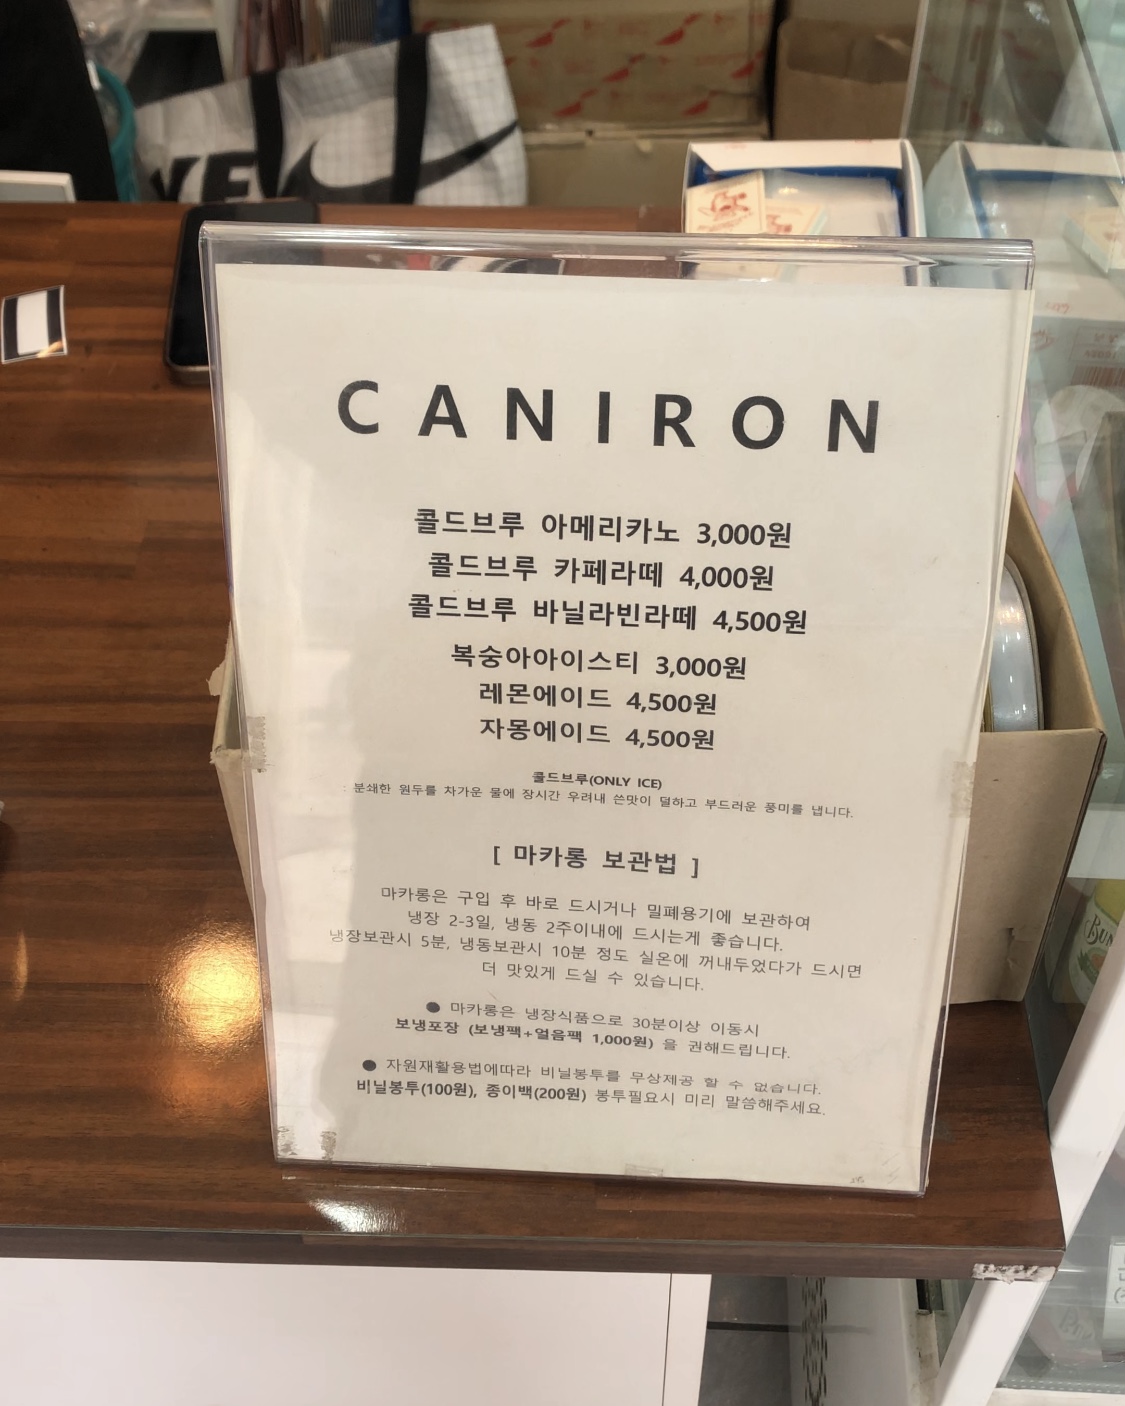 CANIRON
콜드브루 아메리카노 3,000원
콜드브루 카페라떼 4,000원
콜드브루 바닐라빈라떼 4,500원
복숭아아이스티 3,000원
레몬에이드 4,500원
자몽에이드 4,500원
콜드브루(ONLY ICE)
: 분쇄한 원두를 차가운 물에 장시간 우려내 쓴맛이 덜하고 부드러운 풍미를 냅니다.
[ 마카롱 보관법 ]
마카롱은 구입 후 바로 드시거나 밀폐용기에 보관하여
냉장 2-3일, 냉동 2주이내에 드시는게 좋습니다.
냉장보관시 5분, 냉동보관시 10분 정도 실온에 꺼내두었다가 드시면
더 맛있게 드실 수 있습니다.
● 마카롱은 냉장식품으로 30분이상 이동시
보냉포장 (보냉팩+얼음팩 1,000원) 을 권해드립니다.
● 자원재활용법에따라 비닐봉투를 무상제공 할 수 없습니다.
비닐봉투(100원), 종이백(200원) 봉투필요시 미리 말씀해주세요.